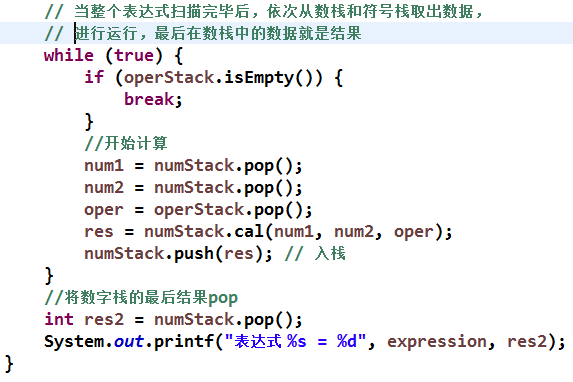 // 当整个表达式扫描完毕后，依次从数栈和符号栈取出数据，
// 进行运行，最后在数栈中的数据就是结果
while (true) {
if (operStack.isEmpty()) {
break;
}
//开始计算
num1 = numStack.pop();
num2 = numStack.pop();
oper = operStack.pop();
res = numStack.cal(num1, num2, oper);
numStack.push(res); // 入栈
}
//将数字栈的最后结果pop
int res2 = numStack.pop();
System.out.printf("表达式 %s = %d", expression, res2);
}